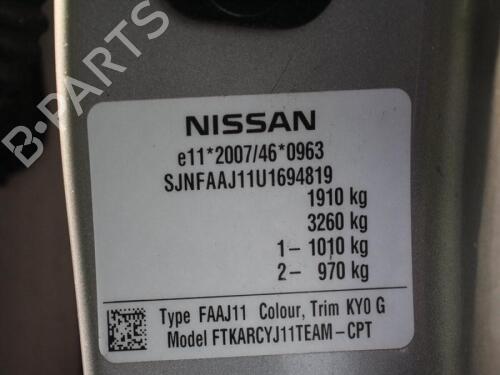 B-PARTS
NISSAN
e11*2007/46*0963
SJNFAAJ11U1694819
1910 kg
3260 kg
1– 1010 kg
2– 970 kg
Type FAAJ11 Colour, Trim KY0 G
Model FTKARCYJ11TEAM–CPT